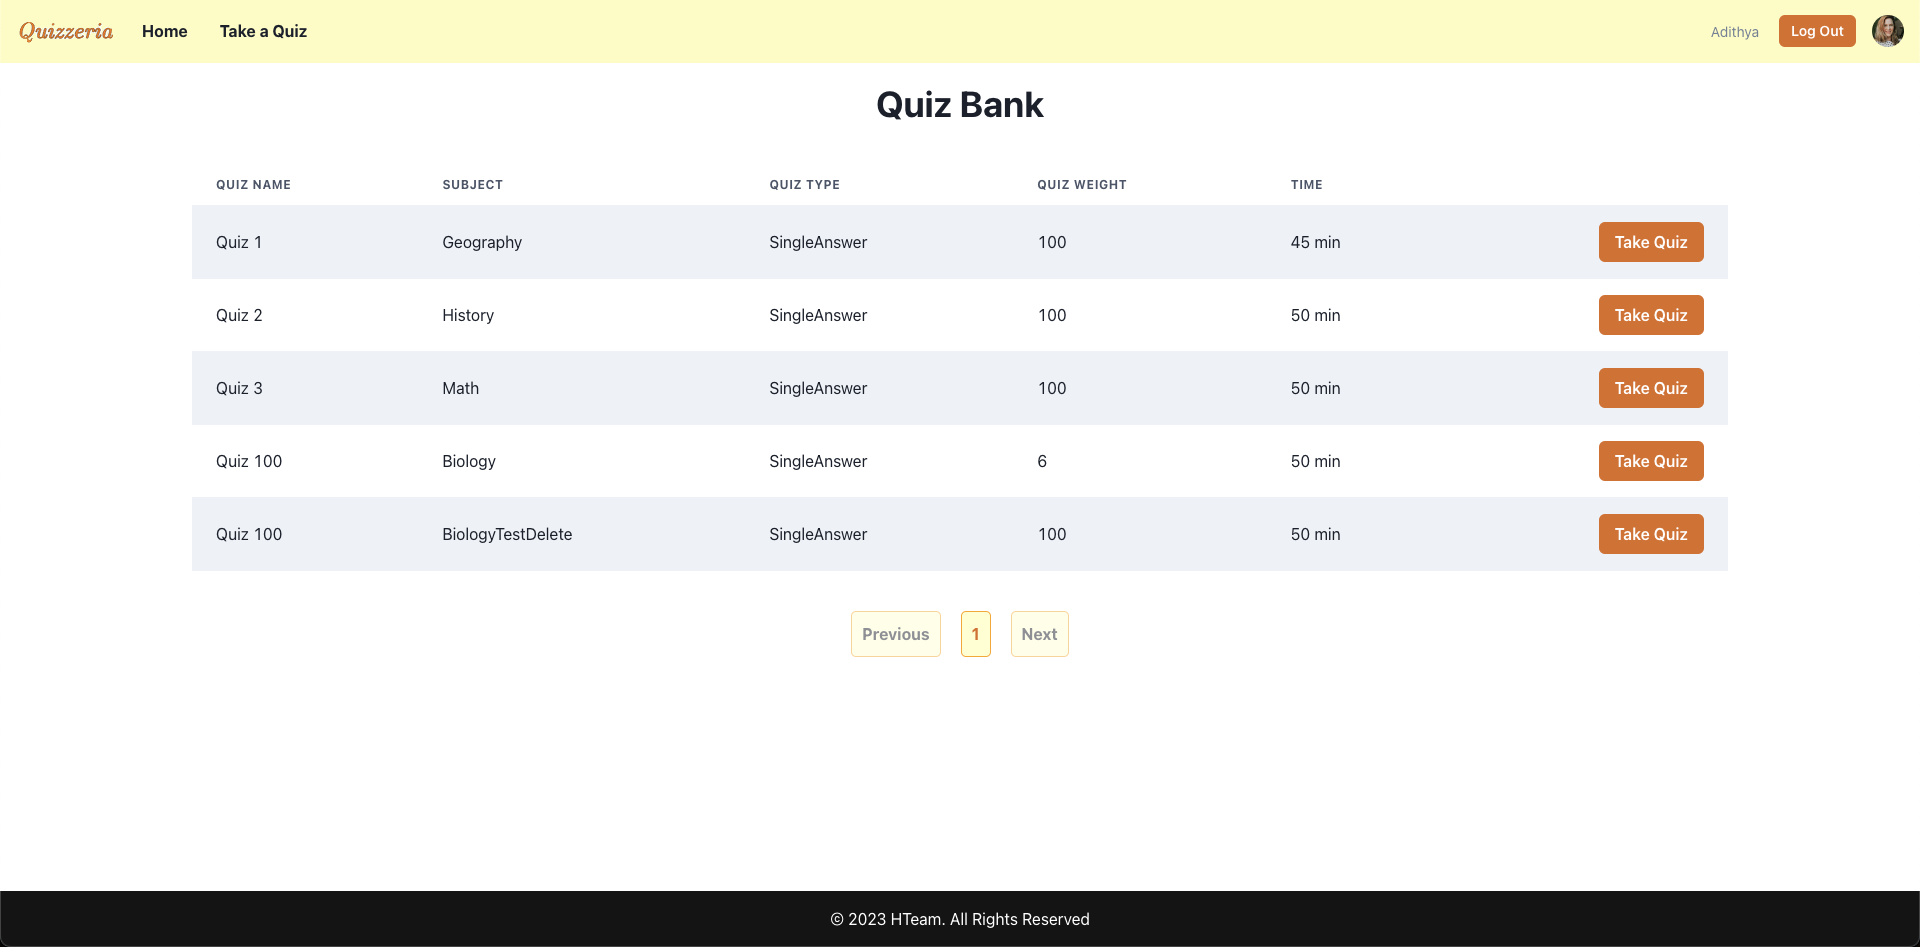 Quizzeria Home Take a Quiz Adithya Log Out
Quiz Bank
QUIZ NAME SUBJECT QUIZ TYPE QUIZ WEIGHT TIME
Quiz 1 Geography SingleAnswer 100 45 min Take Quiz
Quiz 2 History SingleAnswer 100 50 min Take Quiz
Quiz 3 Math SingleAnswer 100 50 min Take Quiz
Quiz 100 Biology SingleAnswer 6 50 min Take Quiz
Quiz 100 BiologyTestDelete SingleAnswer 100 50 min Take Quiz
Previous 1 Next
© 2023 HTeam. All Rights Reserved